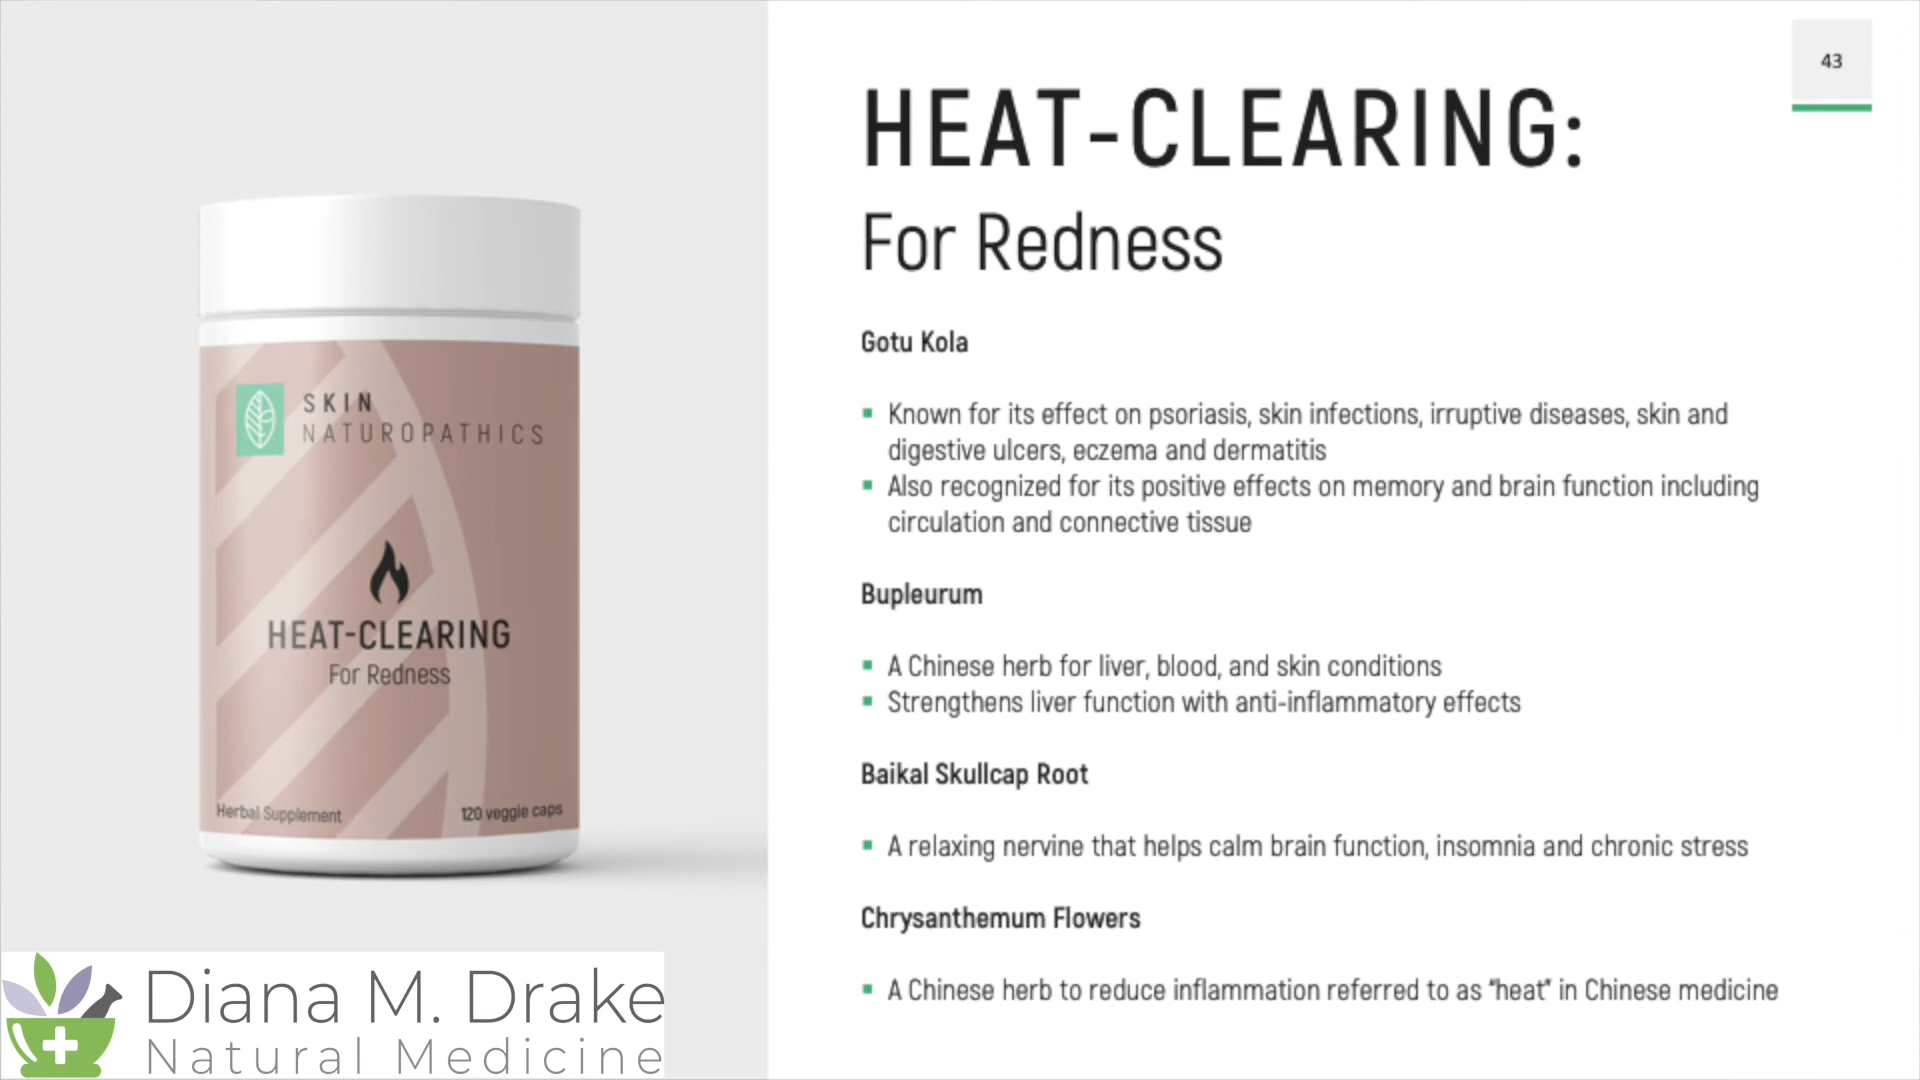 43
HEAT-CLEARING:
For Redness
Gotu Kola
Known for its effect on psoriasis, skin infections, irruptive diseases, skin and
digestive ulcers, eczema and dermatitis
Also recognized for its positive effects on memory and brain function including
circulation and connective tissue
Bupleurum
A Chinese herb for liver, blood, and skin conditions
Strengthens liver function with anti-inflammatory effects
Baikal Skullcap Root
A relaxing nervine that helps calm brain function, insomnia and chronic stress
Chrysanthemum Flowers
A Chinese herb to reduce inflammation referred to as “heat” in Chinese medicine
SKIN
NATUROPATHICS
HEAT-CLEARING
For Redness
Herbal Supplement
120 veggie caps
Diana M. Drake
Natural Medicine